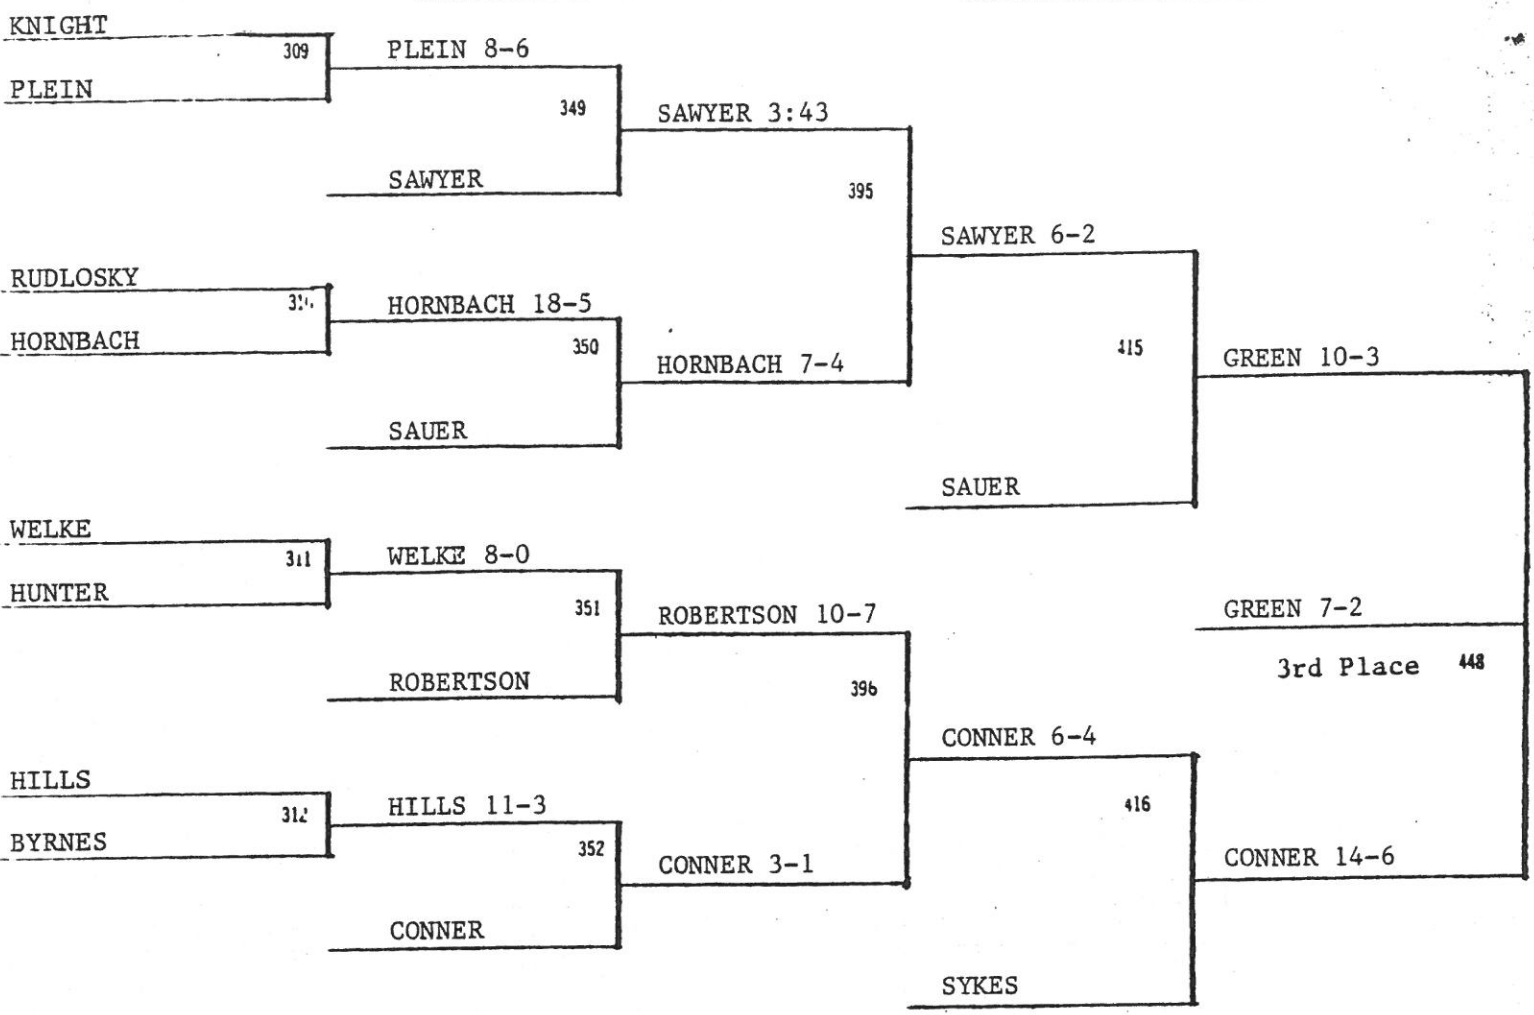 KNIGHT
309
PLEIN 8-6
PLEIN
349
SAWYER 3:43
SAWYER
395
SAWYER 6-2
RUDLOSKY
HORNBACH 18-5
HORNBACH
350
HORNBACH 7-4
415
GREEN 10-3
SAUER
SAUER
WELKE
311
WELKE 8-0
HUNTER
351
ROBERTSON 10-7
GREEN 7-2
3rd Place 448
ROBERTSON
396
CONNER 6-4
HILLS
312
HILLS 11-3
416
BYRNES
352
CONNER 3-1
CONNER 14-6
CONNER
SYKES